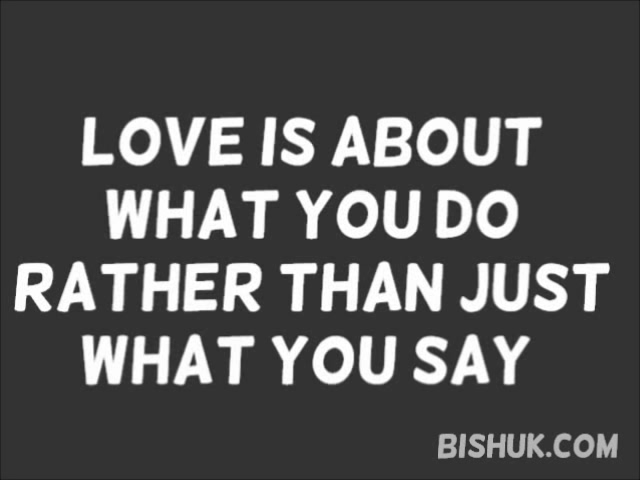 LOVE IS ABOUT
WHAT YOU DO
RATHER THAN JUST
WHAT YOU SAY
BISHUK.COM